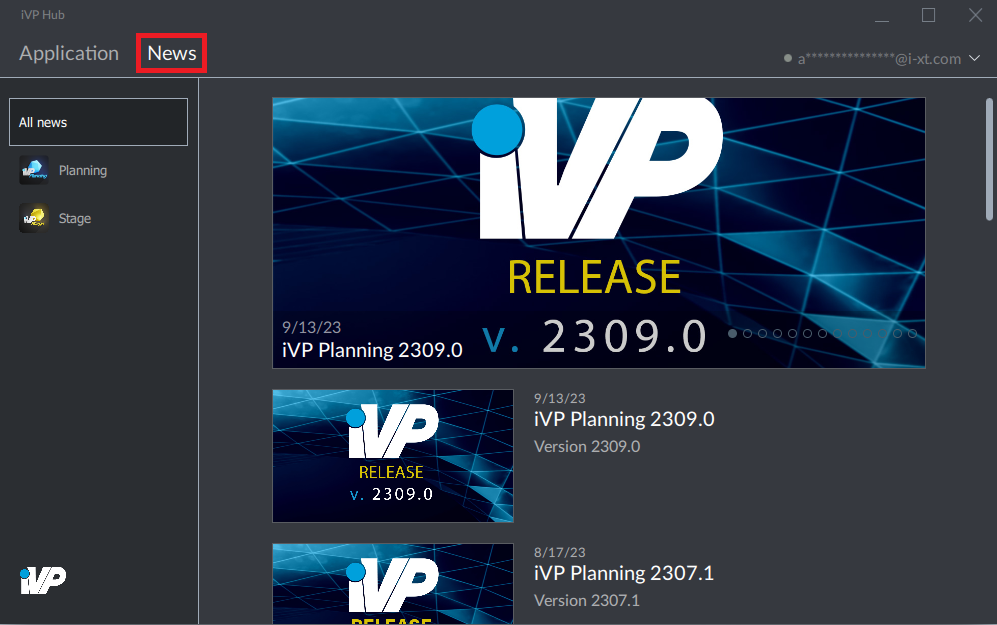 iVP Hub
Application News
a***************@i-xt.com
All news
Planning
Stage
iVP
RELEASE
v. 2309.0
9/13/23
iVP Planning 2309.0
iVP
RELEASE
v. 2309.0
9/13/23
iVP Planning 2309.0
Version 2309.0
iVP
RELEASE
8/17/23
iVP Planning 2307.1
Version 2307.1
iVP